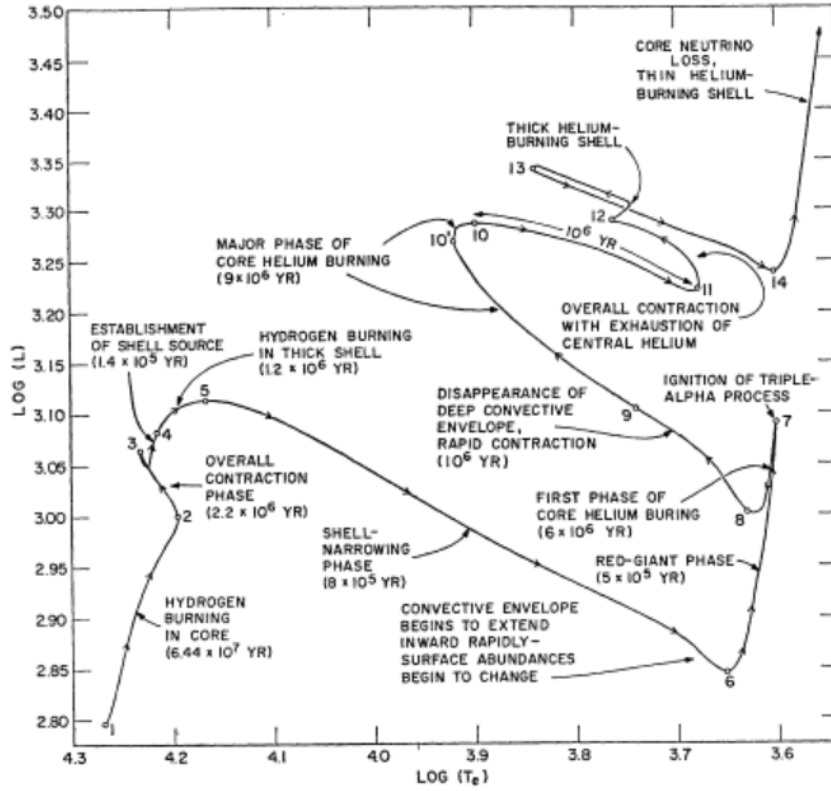 3.50
3.45
3.40
3.35
3.30
3.25
3.20
3.15
3.10
3.05
3.00
2.95
2.90
2.85
2.80
LOG (L)
4.3
4.2
4.1
4.0
3.9
3.8
3.7
3.6
LOG (Te)
CORE NEUTRINO
LOSS,
THIN HELIUM-
BURNING SHELL
THICK HELIUM-
BURNING SHELL
13
12
10
10'
10⁶ YR
11
14
MAJOR PHASE OF
CORE HELIUM BURNING
(9 x 10⁶ YR)
OVERALL CONTRACTION
WITH EXHAUSTION OF
CENTRAL HELIUM
ESTABLISHMENT
OF SHELL SOURCE
(1.4 x 10⁵ YR)
HYDROGEN BURNING
IN THICK SHELL
(1.2 x 10⁶ YR)
5
4
3
IGNITION OF TRIPLE-
ALPHA PROCESS
7
9
DISAPPEARANCE OF
DEEP CONVECTIVE
ENVELOPE,
RAPID CONTRACTION
(10⁶ YR)
OVERALL
CONTRACTION
PHASE
(2.2 x 10⁶ YR)
2
8
FIRST PHASE OF
CORE HELIUM BURING
(6 x 10⁶ YR)
SHELL-
NARROWING
PHASE
(8 x 10⁵ YR)
RED-GIANT PHASE
(5 x 10⁵ YR)
HYDROGEN
BURNING
IN CORE
(6.44 x 10⁷ YR)
CONVECTIVE ENVELOPE
BEGINS TO EXTEND
INWARD RAPIDLY-
SURFACE ABUNDANCES
BEGIN TO CHANGE
6
1